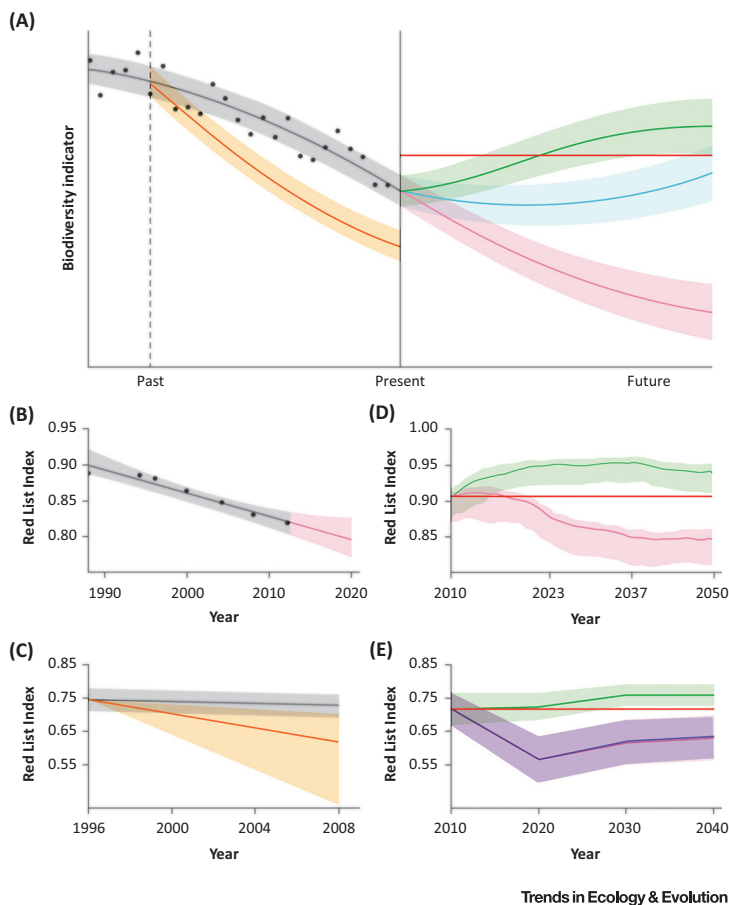 (A)
Biodiversity indicator
Past
Present
Future
(B)
Red List Index
0.95
0.90
0.85
0.80
1990
2000
2010
2020
Year
(D)
Red List Index
1.00
0.95
0.90
0.85
2010
2023
2037
2050
Year
(C)
Red List Index
0.85
0.75
0.65
0.55
1996
2000
2004
2008
Year
(E)
Red List Index
0.85
0.75
0.65
0.55
2010
2020
2030
2040
Year
Trends in Ecology & Evolution